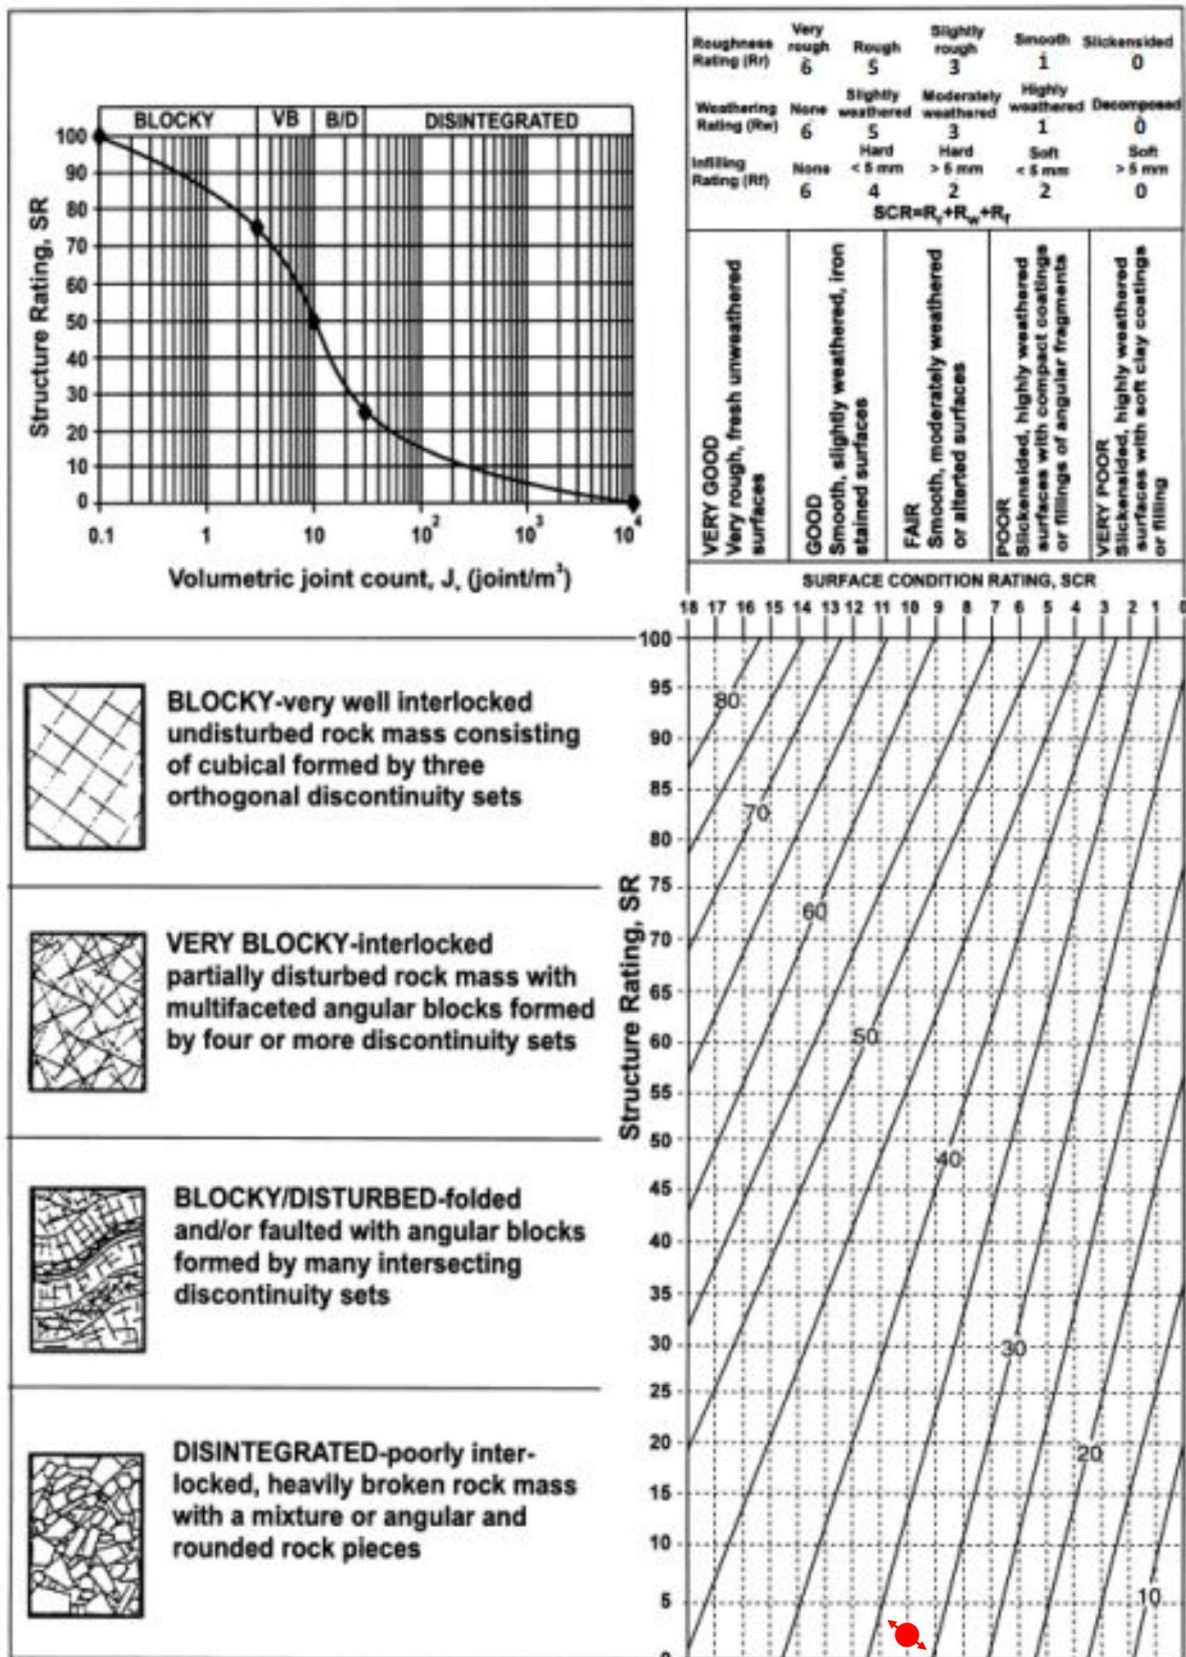 Roughness Rating (Rr) Very rough 6 Rough 5 Slightly rough 3 Smooth 1 Slickensided 0
Weathering Rating (Rw) None 6 Slightly weathered 5 Moderately weathered 3 Highly weathered 1 Decomposed 0
Infilling Rating (Rf) None 6 Hard < 5 mm 4 Hard > 5 mm 2 Soft < 5 mm 2 Soft > 5 mm 0
SCR=Rr+Rw+Rf
BLOCKY VB B/D DISINTEGRATED
Structure Rating, SR
100
90
80
70
60
50
40
30
20
10
0
0.1 1 10 10² 10³ 10⁴
Volumetric joint count, Jv (joint/m³)
VERY GOOD
Very rough, fresh unweathered
surfaces
GOOD
Smooth, slightly weathered, iron
stained surfaces
FAIR
Smooth, moderately weathered
or alterted surfaces
POOR
Slickensided, highly weathered
surfaces with compact coatings
or fillings of angular fragments
VERY POOR
Slickensided, highly weathered
surfaces with soft clay coatings
or filling
SURFACE CONDITION RATING, SCR
18 17 16 15 14 13 12 11 10 9 8 7 6 5 4 3 2 1 0
BLOCKY-very well interlocked
undisturbed rock mass consisting
of cubical formed by three
orthogonal discontinuity sets
VERY BLOCKY-interlocked
partially disturbed rock mass with
multifaceted angular blocks formed
by four or more discontinuity sets
BLOCKY/DISTURBED-folded
and/or faulted with angular blocks
formed by many intersecting
discontinuity sets
DISINTEGRATED-poorly inter-
locked, heavily broken rock mass
with a mixture or angular and
rounded rock pieces
Structure Rating, SR
100
95
90
85
80
75
70
65
60
55
50
45
40
35
30
25
20
15
10
5
0
80
70
60
50
40
30
20
10